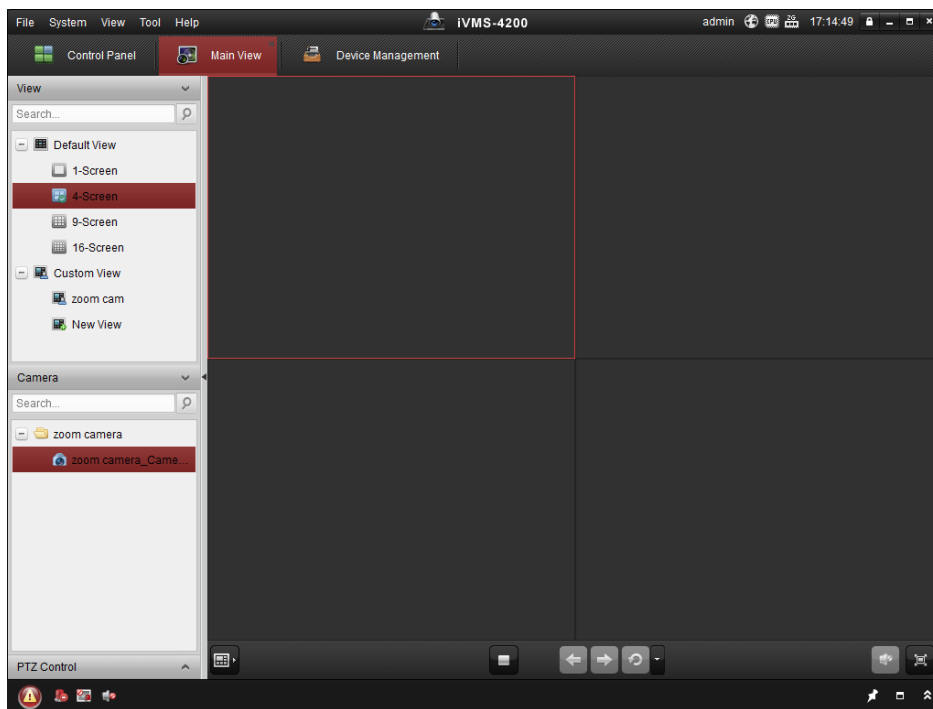 File System View Tool Help iVMS-4200 admin CPU 2G 17:14:49
Control Panel Main View Device Management
View
Search...
Default View
1-Screen
4-Screen
9-Screen
16-Screen
Custom View
zoom cam
New View
Camera
Search...
zoom camera
zoom camera_Came...
PTZ Control